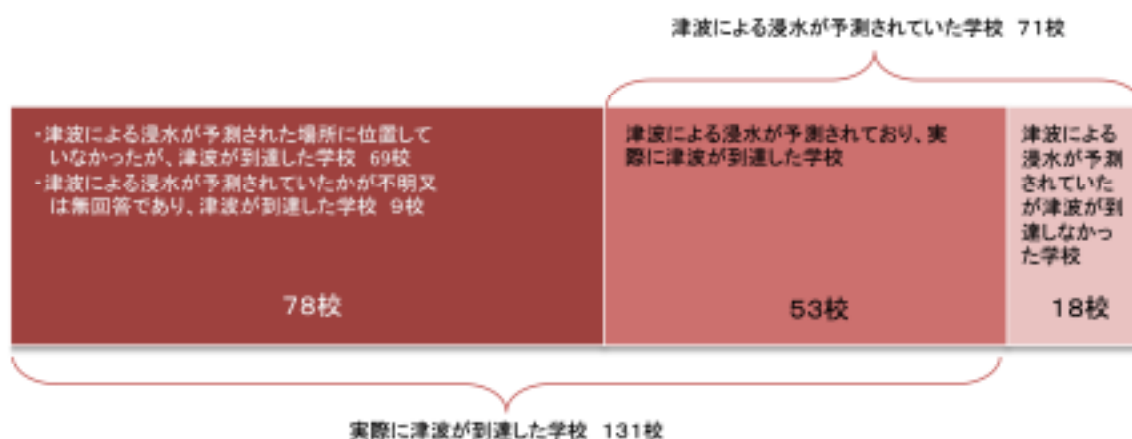 津波による浸水が予測されていた学校 71校
・津波による浸水が予測された場所に位置して
いなかったが、津波が到達した学校 69校
・津波による浸水が予測されていたかが不明又
は無回答であり、津波が到達した学校 9校
78校
津波による浸水が予測されており、実
際に津波が到達した学校
53校
津波による
浸水が予測
されていた
が津波が到
達しなかっ
た学校
18校
実際に津波が到達した学校 131校